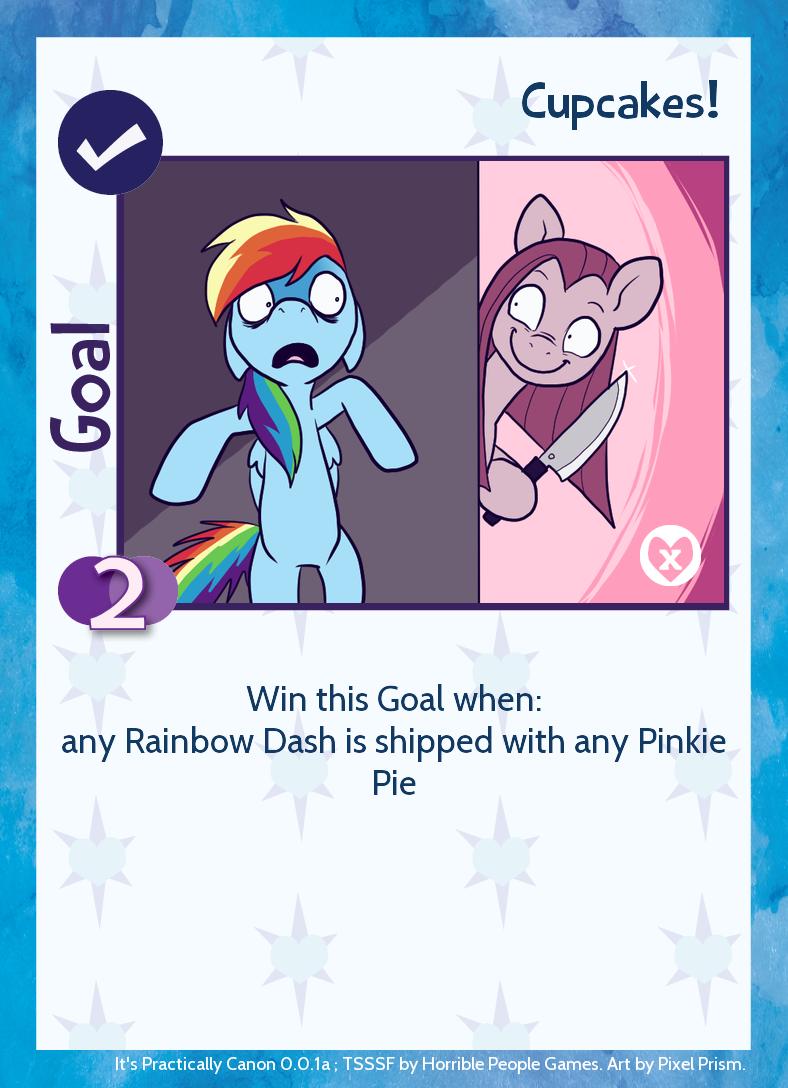 Cupcakes!
Goal
2
x
Win this Goal when:
any Rainbow Dash is shipped with any Pinkie
Pie
It's Practically Canon 0.0.1a ; TSSSF by Horrible People Games. Art by Pixel Prism.